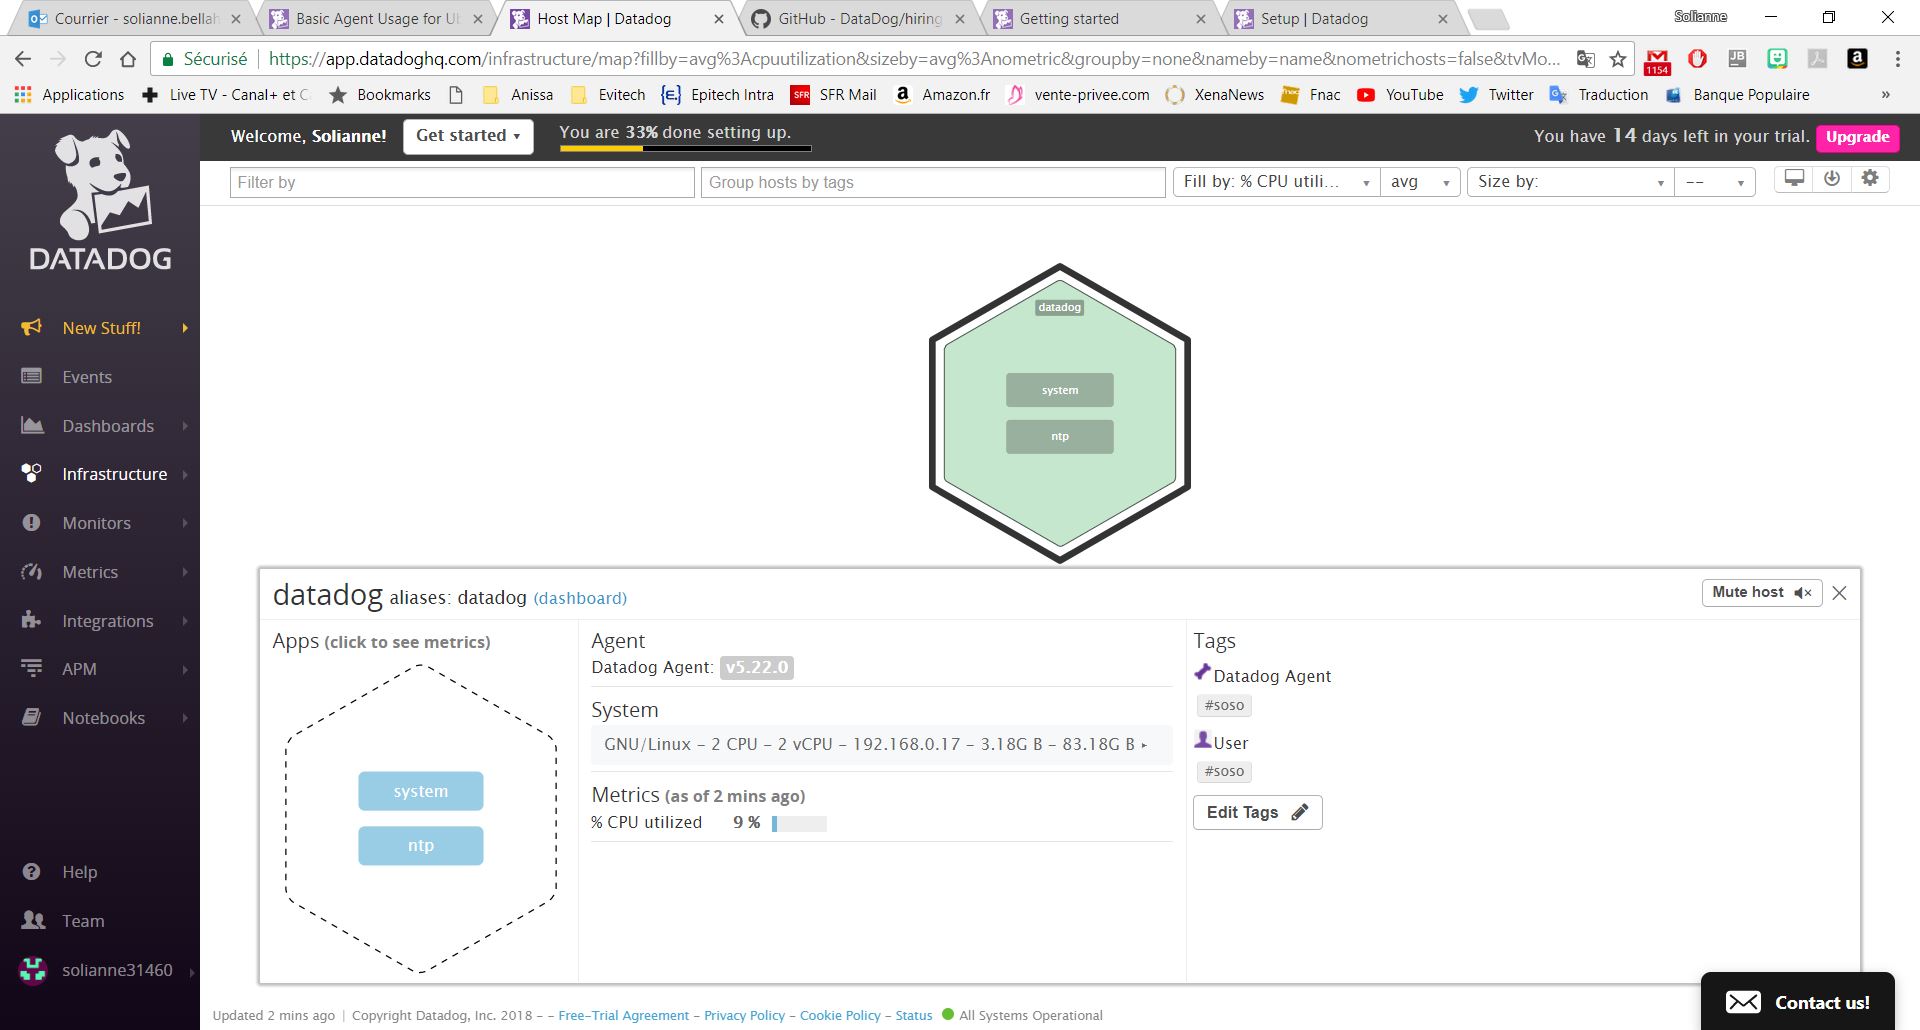 Courrier - solianne.bellah
Basic Agent Usage for Ub
Host Map | Datadog
GitHub - DataDog/hiring
Getting started
Setup | Datadog
Solianne
Sécurisé
https://app.datadoghq.com/infrastructure/map?fillby=avg%3Acpuutilization&sizeby=avg%3Anometric&groupby=none&nameby=name&nometrichosts=false&tvMo...
1154
JB
Applications
Live TV - Canal+ et C
Bookmarks
Anissa
Evitech
{E.}
Epitech Intra
SFR
SFR Mail
a
Amazon.fr
vente-privee.com
XenaNews
Fnac
YouTube
Twitter
Traduction
Banque Populaire
»
DATADOG
Welcome, Solianne!
Get started
You are 33% done setting up.
You have 14 days left in your trial.
Upgrade
Filter by
Group hosts by tags
Fill by: % CPU utili...
avg
Size by:
--
New Stuff!
Events
Dashboards
Infrastructure
Monitors
Metrics
Integrations
APM
Notebooks
Help
Team
solianne31460
datadog
system
ntp
datadog aliases: datadog (dashboard)
Mute host
Apps (click to see metrics)
system
ntp
Agent
Datadog Agent: v5.22.0
System
GNU/Linux - 2 CPU - 2 vCPU - 192.168.0.17 - 3.18G B - 83.18G B
Metrics (as of 2 mins ago)
% CPU utilized 9 %
Tags
Datadog Agent
#soso
User
#soso
Edit Tags
Updated 2 mins ago | Copyright Datadog, Inc. 2018 - - Free-Trial Agreement - Privacy Policy - Cookie Policy - Status All Systems Operational
Contact us!